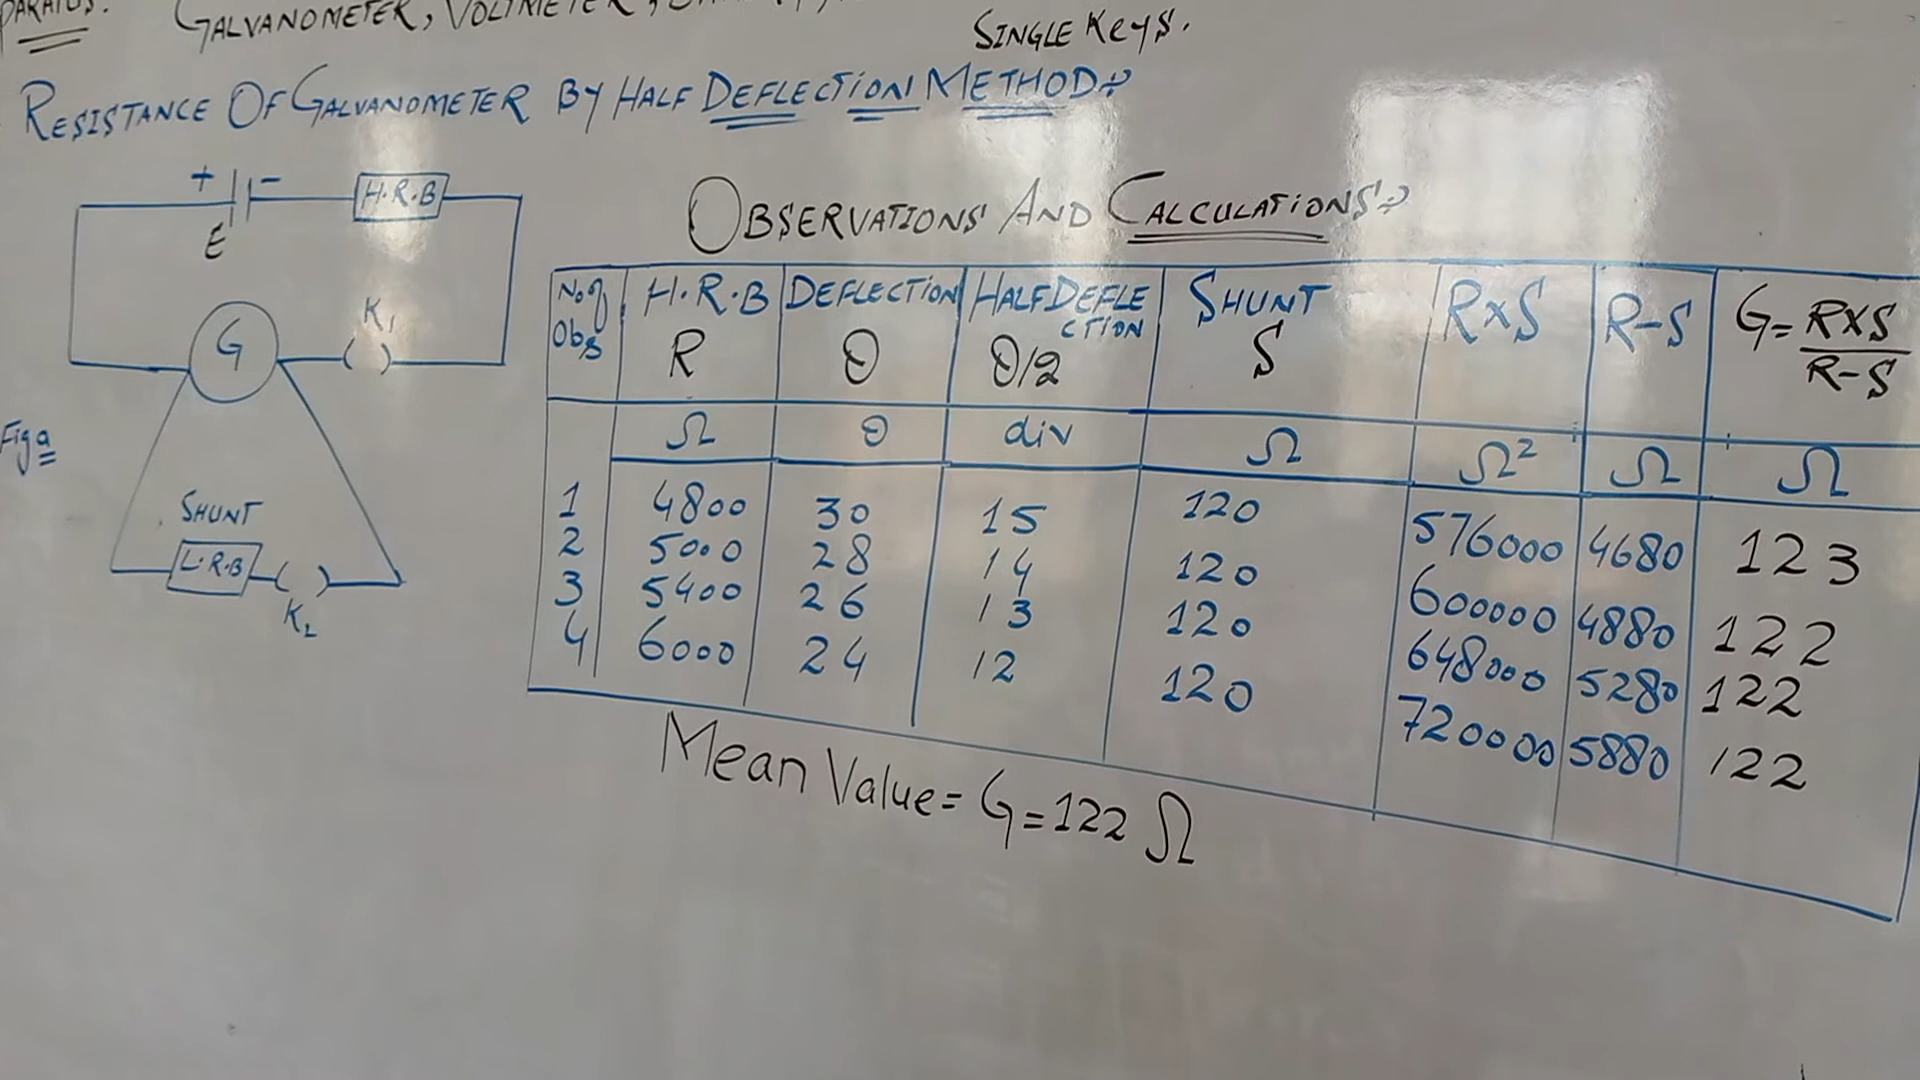 GALVANOMETER, VOLTMETER,
SINGLE KEYS.
RESISTANCE OF GALVANOMETER BY HALF DEFLECTION METHOD:
+ - H.R.B
E
G K1
Fig a
SHUNT
L.R.B
K2
OBSERVATIONS AND CALCULATIONS:
No of Obs H.R.B R DEFLECTION θ HALF DEFLECTION θ/2 SHUNT S R×S R-S G= R×S / R-S
Ω θ div Ω Ω² Ω Ω
1 4800 30 15 120 576000 4680 123
2 5000 28 14 120 600000 4880 122
3 5400 26 13 120 648000 5280 122
4 6000 24 12 120 720000 5880 122
Mean Value = G = 122 Ω